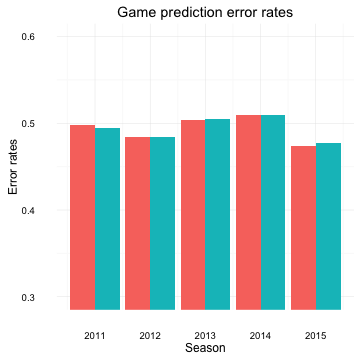 Game prediction error rates
Error rates
0.6
0.5
0.4
0.3
2011 2012 2013 2014 2015
Season